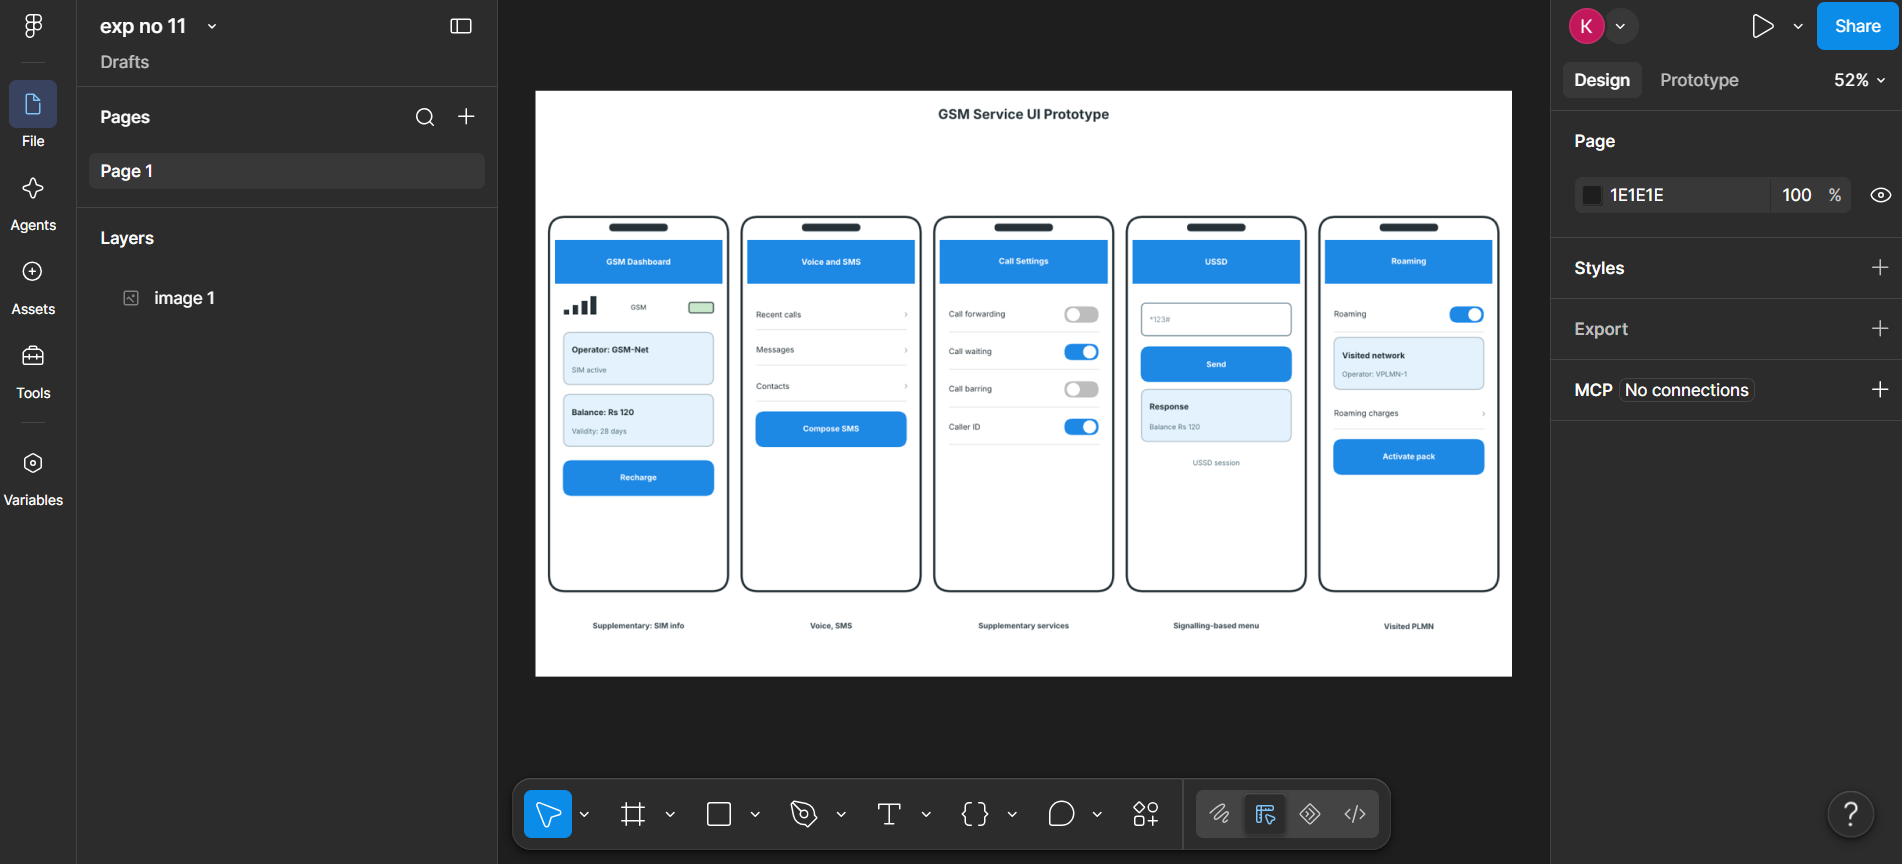 exp no 11
Drafts
File
Agents
Assets
Tools
Variables
Pages
Page 1
Layers
image 1
GSM Service UI Prototype
GSM Dashboard
GSM
Operator: GSM-Net
SIM active
Balance: Rs 120
Validity: 28 days
Recharge
Supplementary: SIM info
Voice and SMS
Recent calls
Messages
Contacts
Compose SMS
Voice, SMS
Call Settings
Call forwarding
Call waiting
Call barring
Caller ID
Supplementary services
USSD
*123#
Send
Response
Balance Rs 120
USSD session
Signalling-based menu
Roaming
Roaming
Visited network
Operator: VPLMN-1
Roaming charges
Activate pack
Visited PLMN
K
Share
Design Prototype 52%
Page
1E1E1E 100 %
Styles
Export
MCP No connections
?